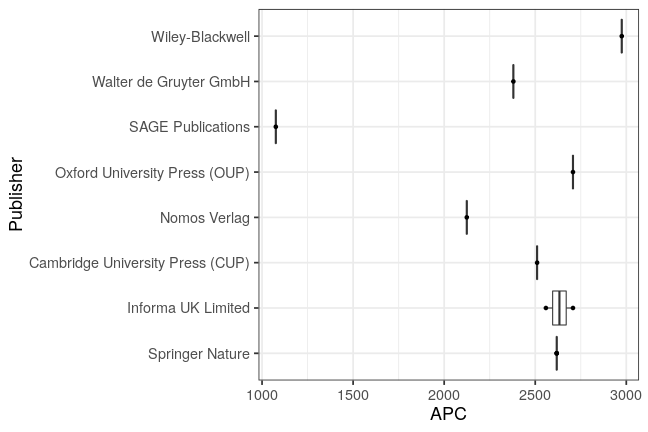 Publisher
Wiley-Blackwell
Walter de Gruyter GmbH
SAGE Publications
Oxford University Press (OUP)
Nomos Verlag
Cambridge University Press (CUP)
Informa UK Limited
Springer Nature
1000 1500 2000 2500 3000
APC